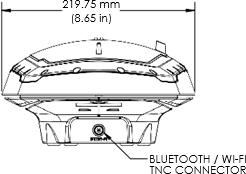 219.75 mm
(8.65 in)
BLUETOOTH / WI-FI
TNC CONNECTOR